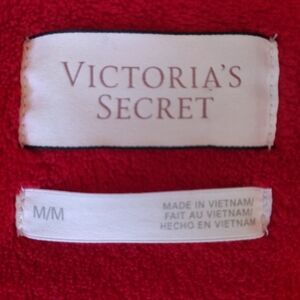 VICTORIA'S
SECRET
M/M
MADE IN VIETNAM/
FAIT AU VIETNAM/
HECHO EN VIETNAM